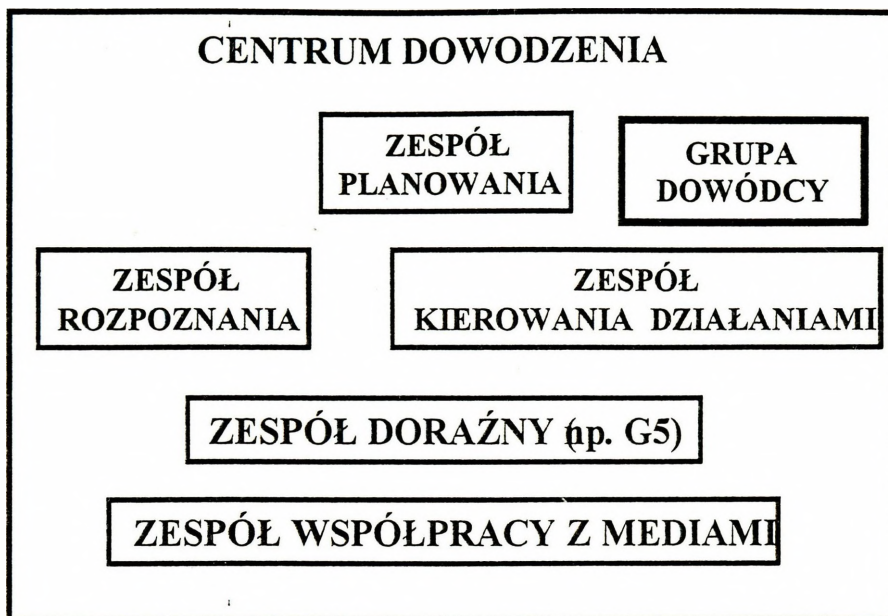 CENTRUM DOWODZENIA
ZESPÓŁ
PLANOWANIA
GRUPA
DOWÓDCY
ZESPÓŁ
ROZPOZNANIA
ZESPÓŁ
KIEROWANIA DZIAŁANIAMI
ZESPÓŁ DORAŹNY (np. G5)
ZESPÓŁ WSPÓŁPRACY Z MEDIAMI